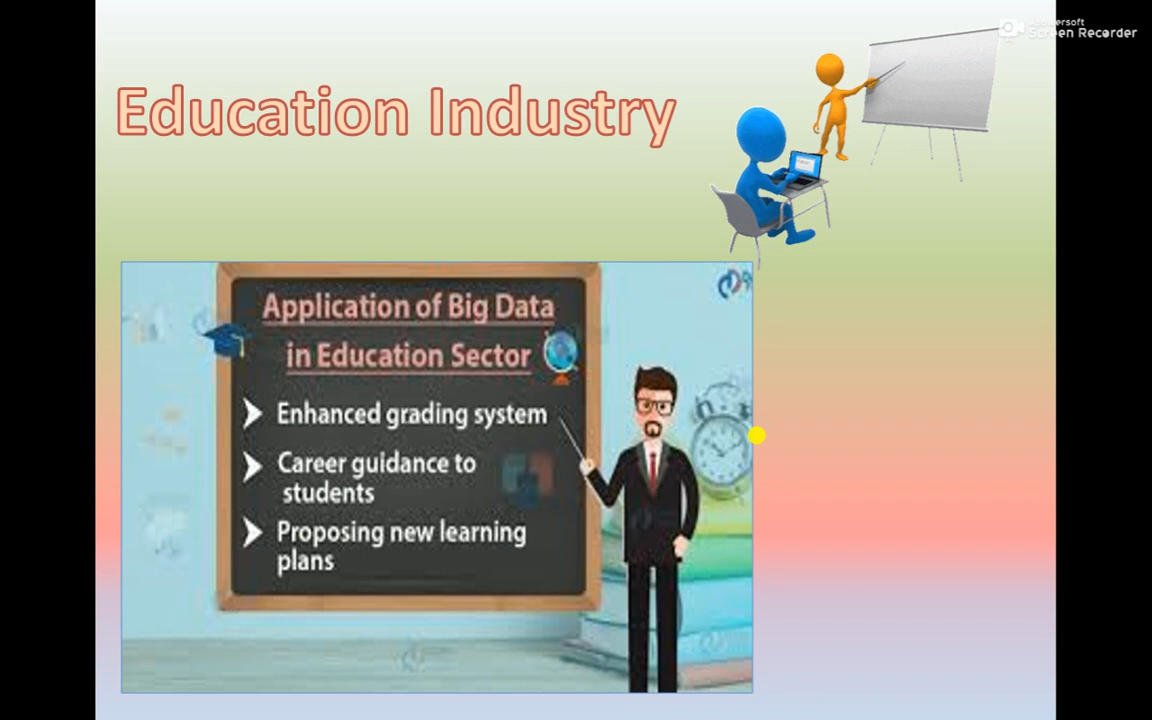 Apowersoft
Screen Recorder
Education Industry
Application of Big Data
in Education Sector
Enhanced grading system
Career guidance to
students
Proposing new learning
plans